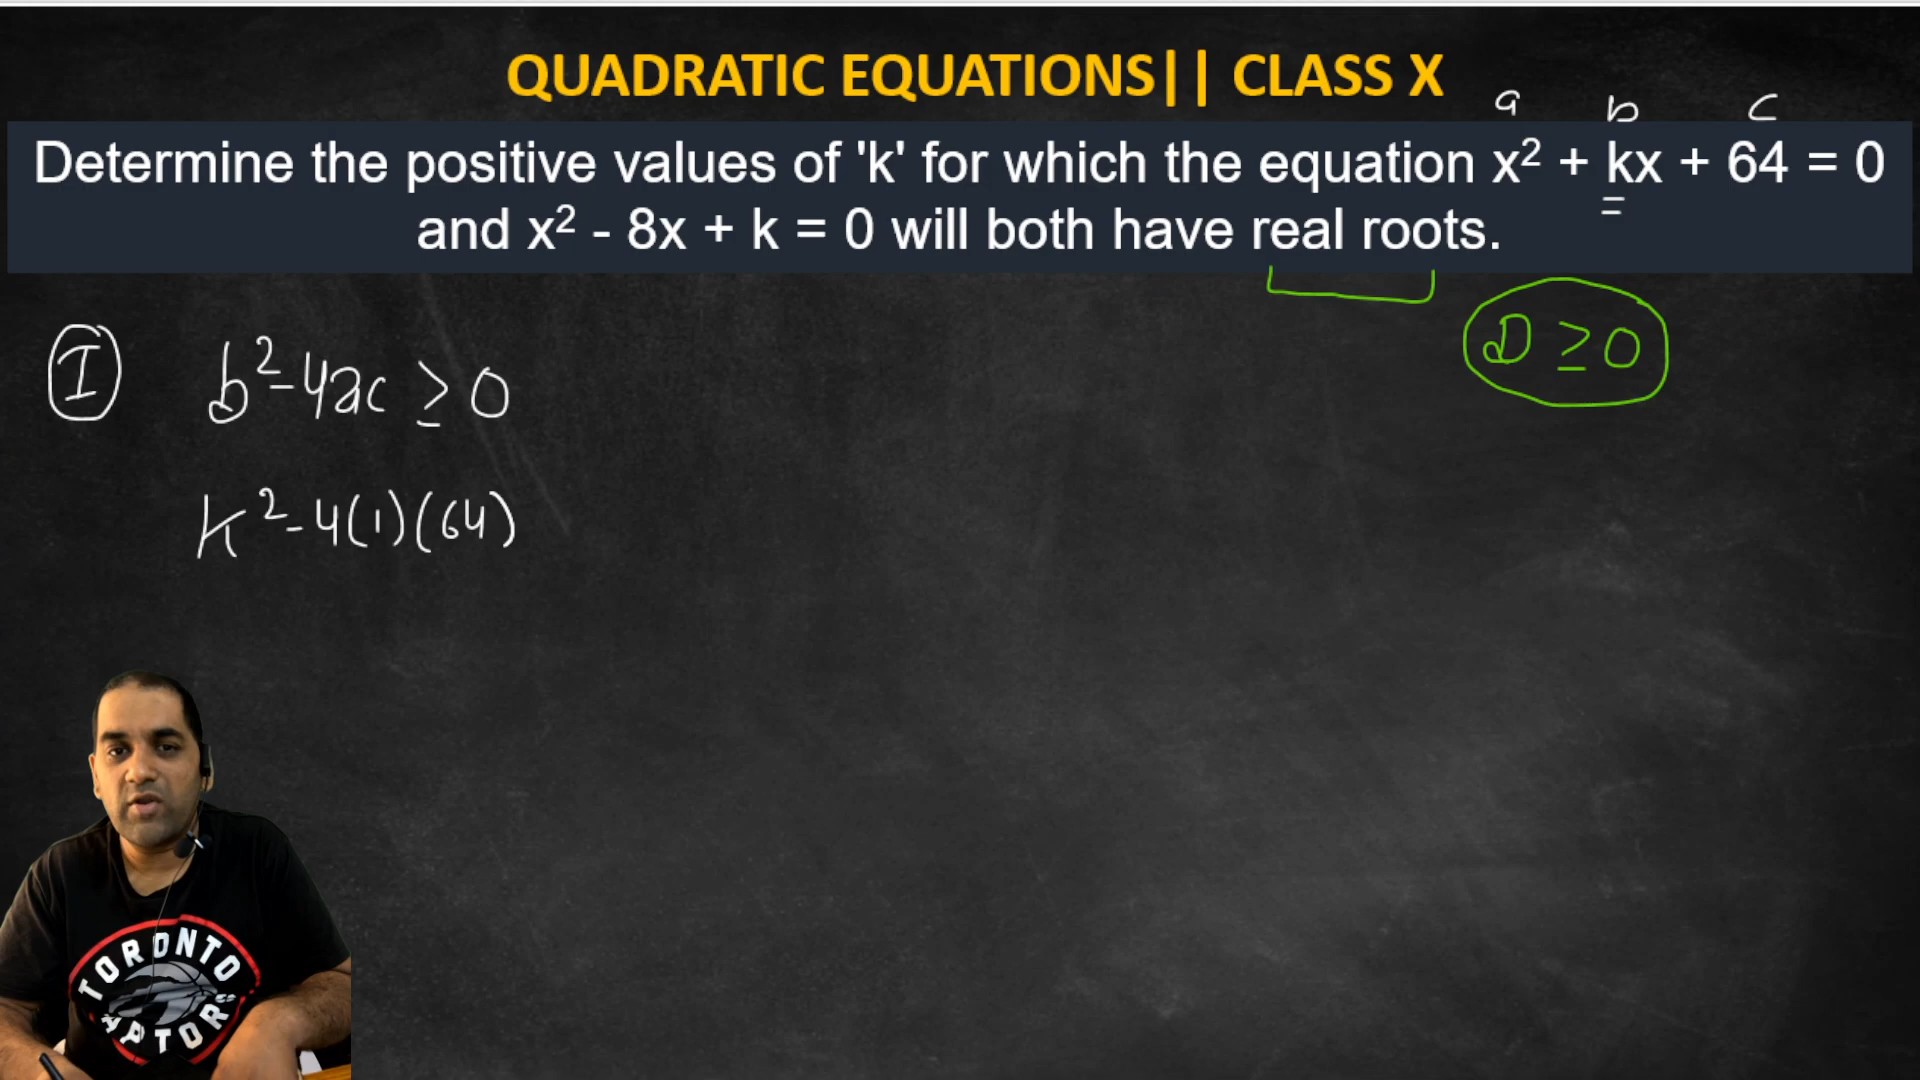 QUADRATIC EQUATIONS|| CLASS X
a b c
Determine the positive values of 'k' for which the equation x² + kx + 64 = 0
and x² - 8x + k = 0 will both have real roots.
D ≥ 0
I b² - 4ac ≥ 0
k² - 4(1)(64)
TORONTO
RAPTORS